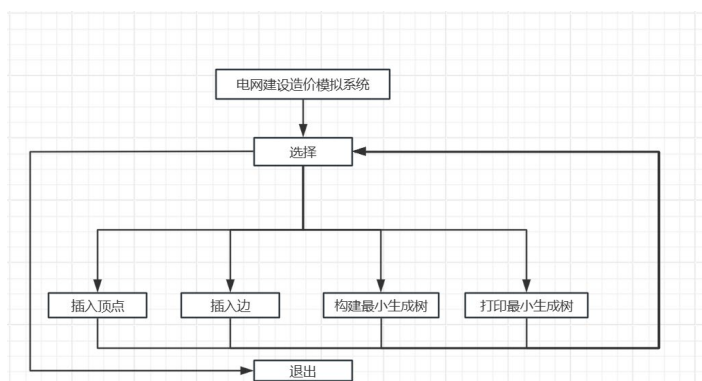 电网建设造价模拟系统
选择
插入顶点
插入边
构建最小生成树
打印最小生成树
退出